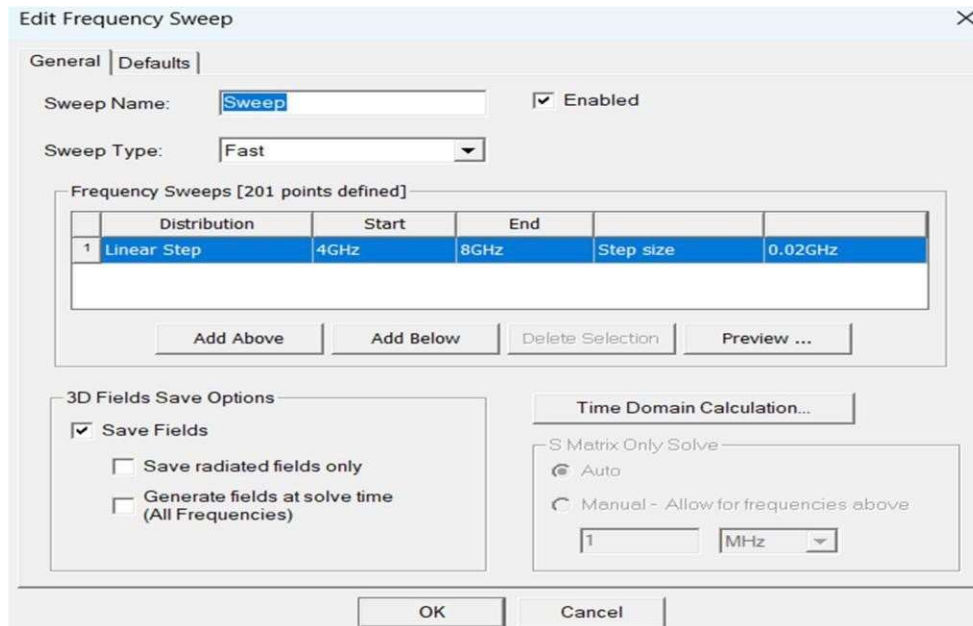 Edit Frequency Sweep
General Defaults
Sweep Name: Sweep Enabled
Sweep Type: Fast
Frequency Sweeps [201 points defined]
Distribution Start End
1 Linear Step 4GHz 8GHz Step size 0.02GHz
Add Above Add Below Delete Selection Preview ...
3D Fields Save Options
Time Domain Calculation...
Save Fields
S Matrix Only Solve
Save radiated fields only
Auto
Generate fields at solve time
(All Frequencies)
Manual - Allow for frequencies above
1 MHz
OK Cancel